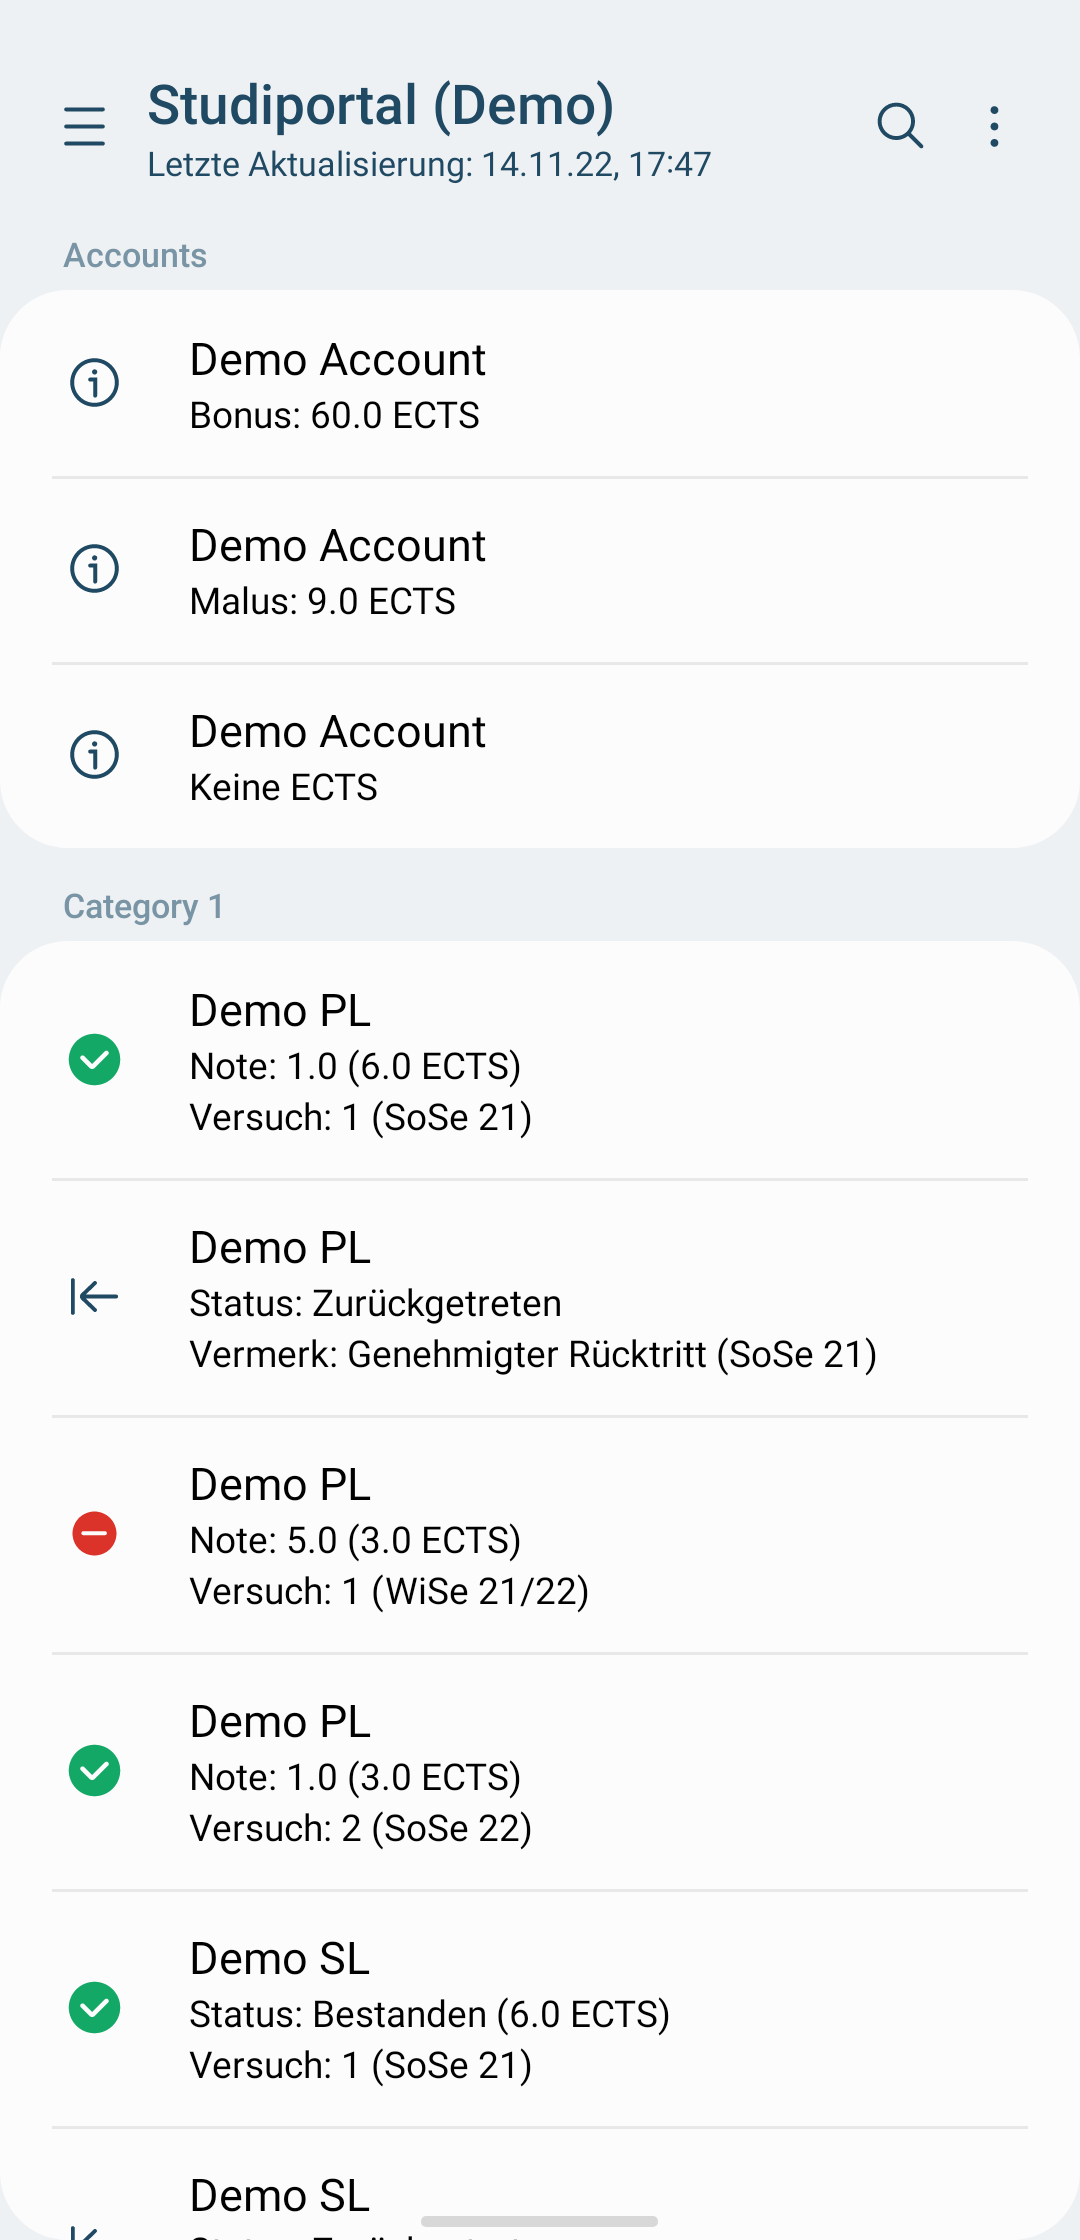 Studiportal (Demo)
Letzte Aktualisierung: 14.11.22, 17:47
Accounts
Demo Account
Bonus: 60.0 ECTS
Demo Account
Malus: 9.0 ECTS
Demo Account
Keine ECTS
Category 1
Demo PL
Note: 1.0 (6.0 ECTS)
Versuch: 1 (SoSe 21)
Demo PL
Status: Zurückgetreten
Vermerk: Genehmigter Rücktritt (SoSe 21)
Demo PL
Note: 5.0 (3.0 ECTS)
Versuch: 1 (WiSe 21/22)
Demo PL
Note: 1.0 (3.0 ECTS)
Versuch: 2 (SoSe 22)
Demo SL
Status: Bestanden (6.0 ECTS)
Versuch: 1 (SoSe 21)
Demo SL